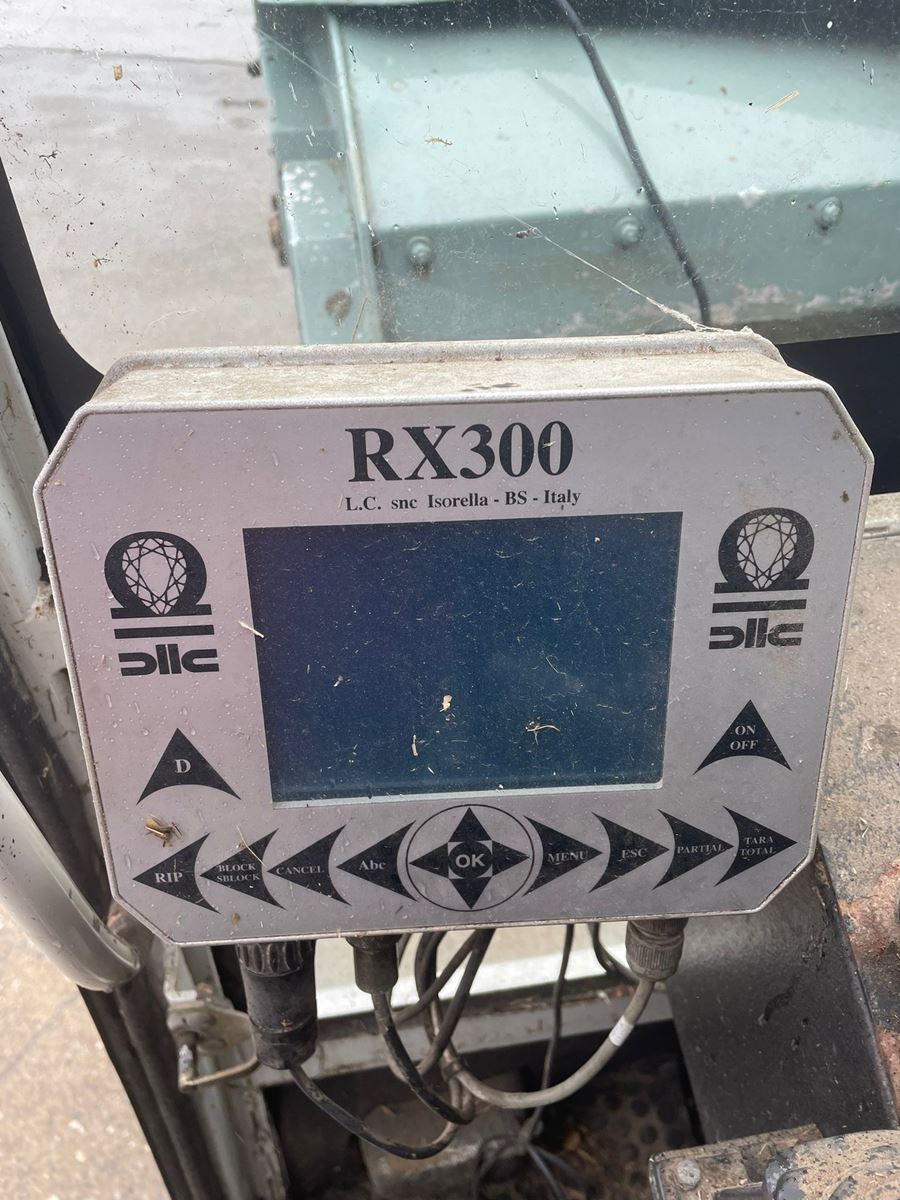 RX300
L.C. snc Isorella - BS - Italy
D
ON
OFF
RIP
BLOCK
SBLOCK
CANCEL
Abc
OK
MENU
ESC
PARTIAL
TARA
TOTAL